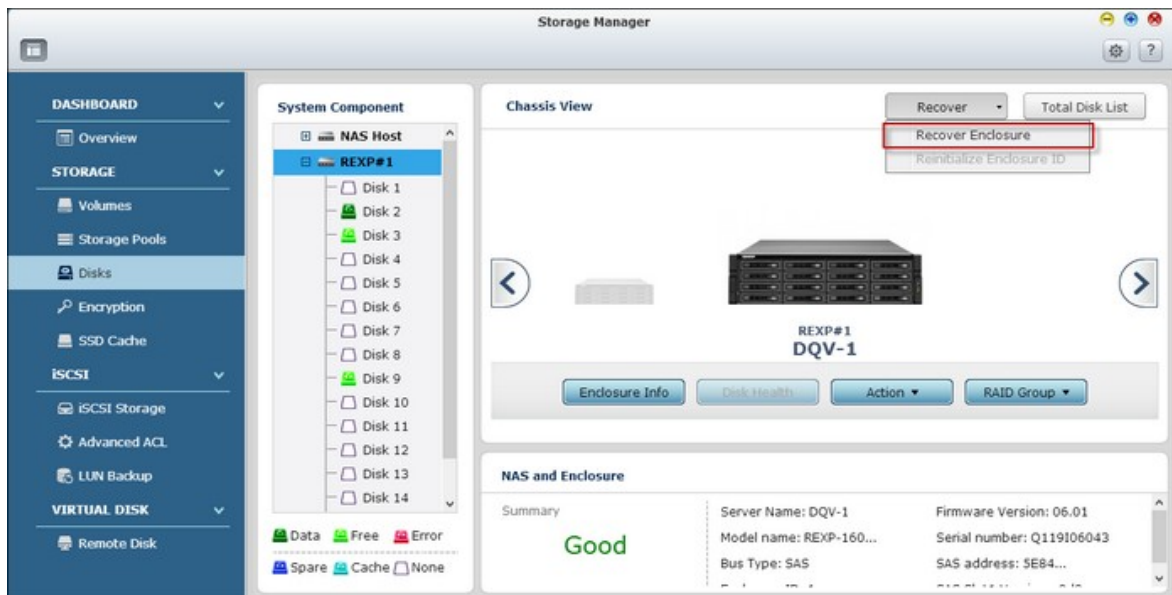 Storage Manager
?
DASHBOARD
Overview
STORAGE
Volumes
Storage Pools
Disks
Encryption
SSD Cache
iSCSI
iSCSI Storage
Advanced ACL
LUN Backup
VIRTUAL DISK
Remote Disk
System Component
NAS Host
REXP#1
Disk 1
Disk 2
Disk 3
Disk 4
Disk 5
Disk 6
Disk 7
Disk 8
Disk 9
Disk 10
Disk 11
Disk 12
Disk 13
Disk 14
Data Free Error
Spare Cache None
Chassis View
Recover
Total Disk List
Recover Enclosure
Reinitialize Enclosure ID
REXP#1
DQV-1
Enclosure Info
Disk Health
Action
RAID Group
NAS and Enclosure
Summary
Good
Server Name: DQV-1
Model name: REXP-160...
Bus Type: SAS
Firmware Version: 06.01
Serial number: Q119I06043
SAS address: 5E84...